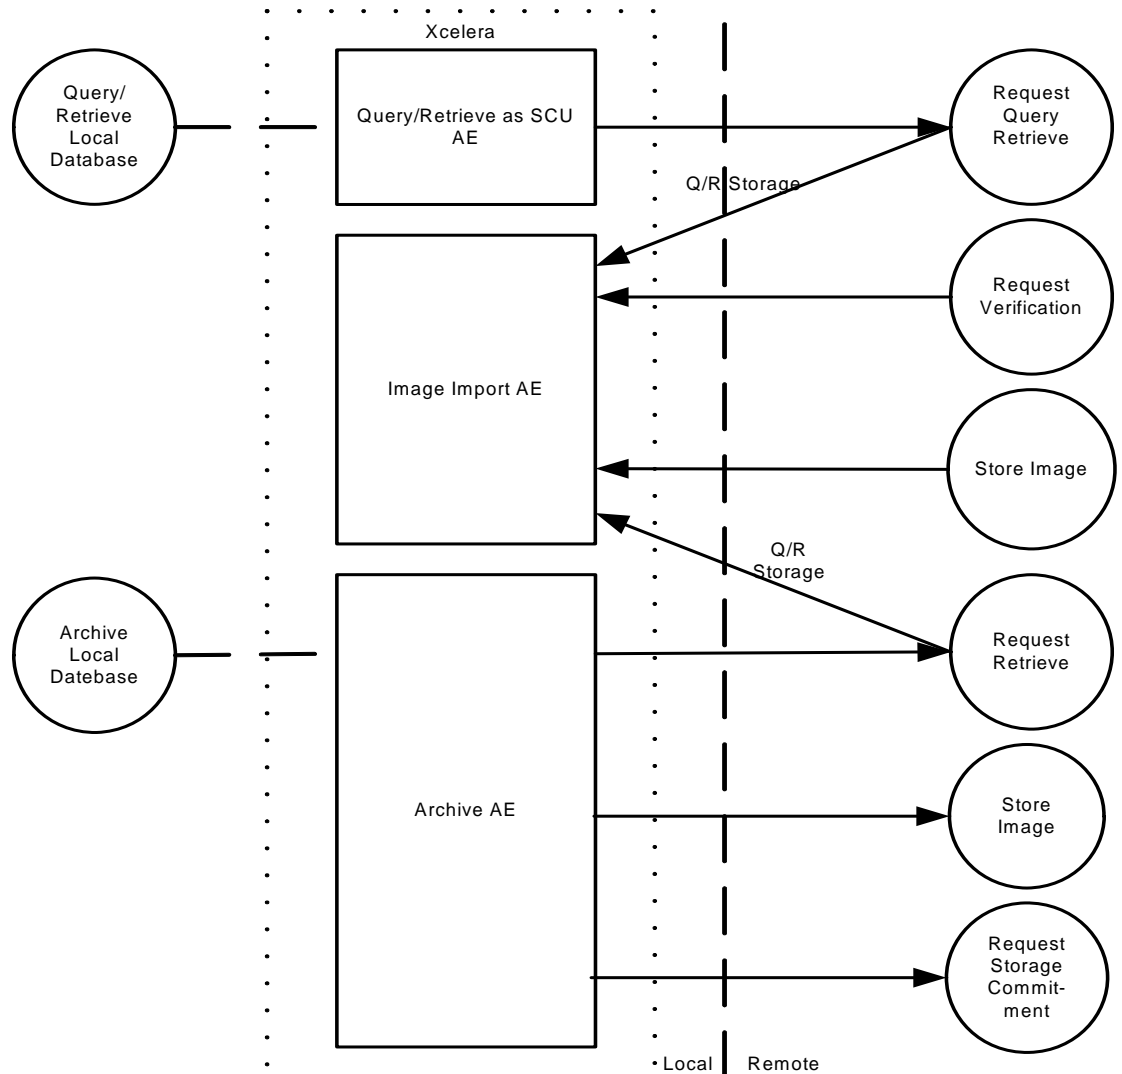 Xcelera
Query/
Retrieve
Local
Database
Query/Retrieve as SCU
AE
Request
Query
Retrieve
Q/R Storage
Request
Verification
Image Import AE
Store Image
Q/R
Storage
Archive
Local
Datebase
Request
Retrieve
Archive AE
Store
Image
Request
Storage
Commit-
ment
Local
Remote